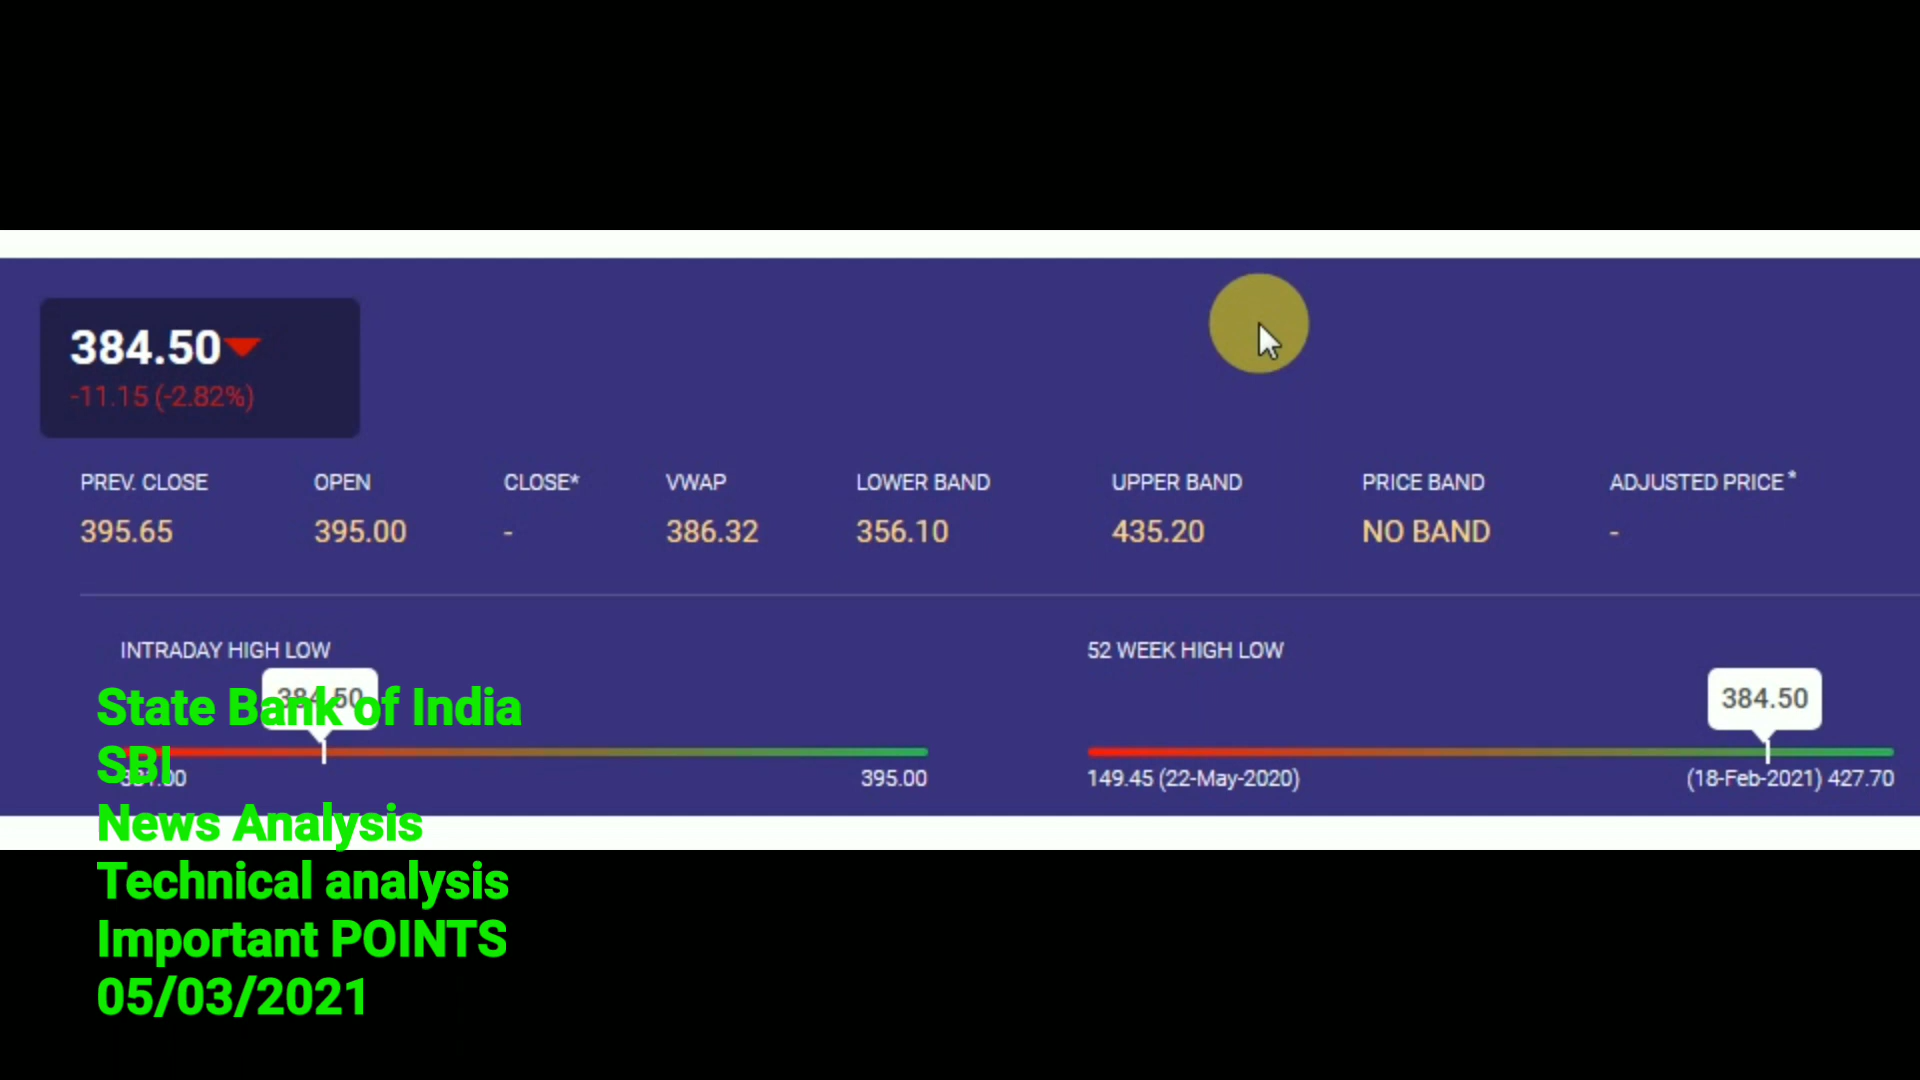 384.50
-11.15 (-2.82%)
PREV. CLOSE OPEN CLOSE* VWAP LOWER BAND UPPER BAND PRICE BAND ADJUSTED PRICE*
395.65 395.00 - 386.32 356.10 435.20 NO BAND -
INTRADAY HIGH LOW 52 WEEK HIGH LOW
384.50 384.50
395.00 149.45 (22-May-2020) (18-Feb-2021) 427.70
State Bank of India
SBI
News Analysis
Technical analysis
Important POINTS
05/03/2021